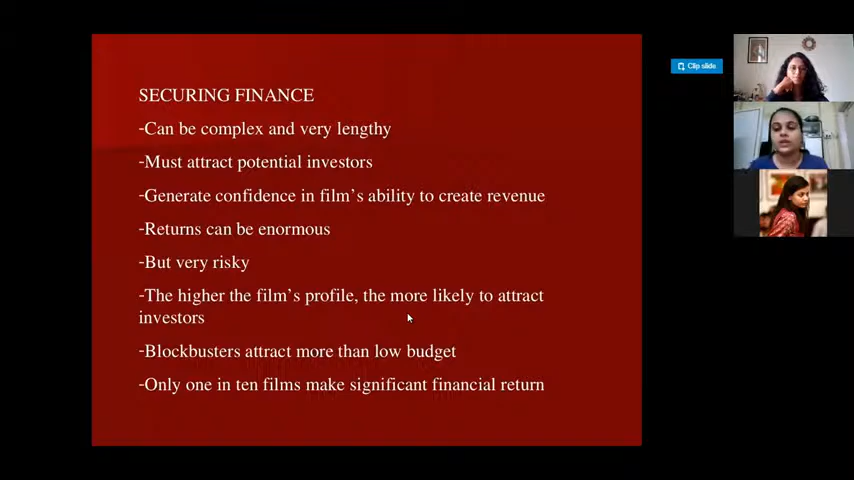 SECURING FINANCE
-Can be complex and very lengthy
-Must attract potential investors
-Generate confidence in film's ability to create revenue
-Returns can be enormous
-But very risky
-The higher the film's profile, the more likely to attract
investors
-Blockbusters attract more than low budget
-Only one in ten films make significant financial return
Clip slide